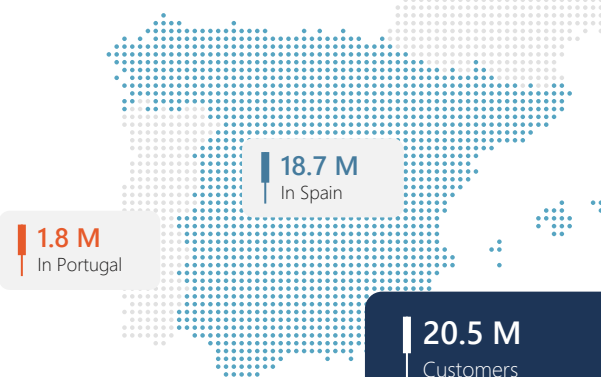 18.7 M
In Spain
1.8 M
In Portugal
20.5 M
Customers